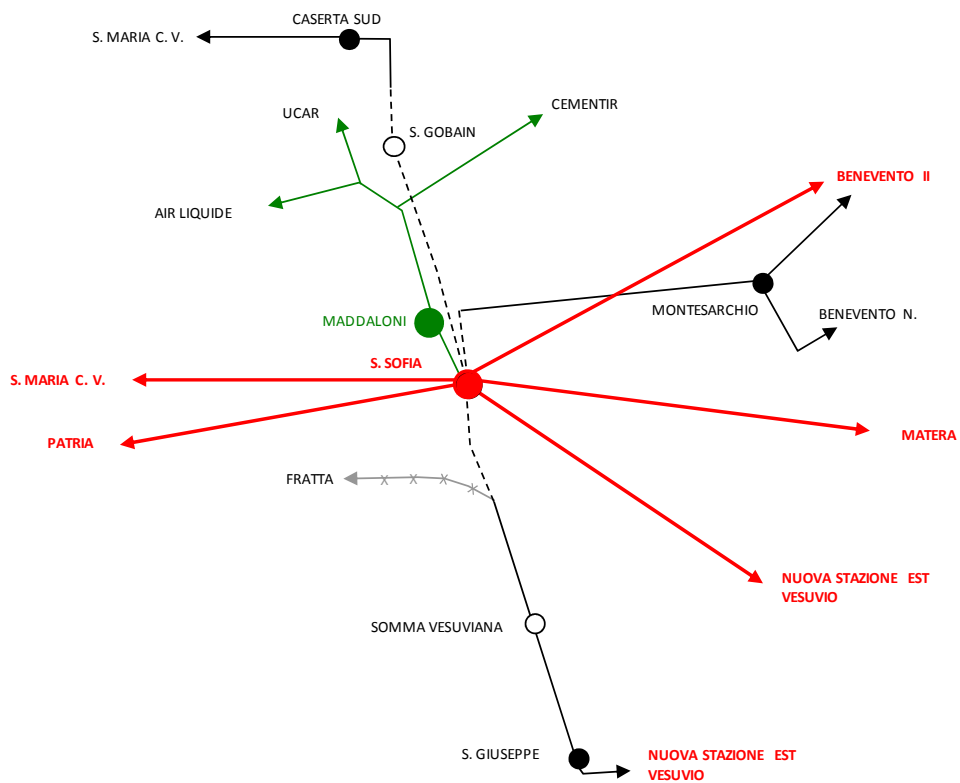 CASERTA SUD
S. MARIA C. V.
UCAR
CEMENTIR
S. GOBAIN
BENEVENTO II
AIR LIQUIDE
MONTESARCHIO
BENEVENTO N.
MADDALONI
S. SOFIA
S. MARIA C. V.
PATRIA
MATERA
FRATTA
NUOVA STAZIONE EST
VESUVIO
SOMMA VESUVIANA
S. GIUSEPPE
NUOVA STAZIONE EST
VESUVIO